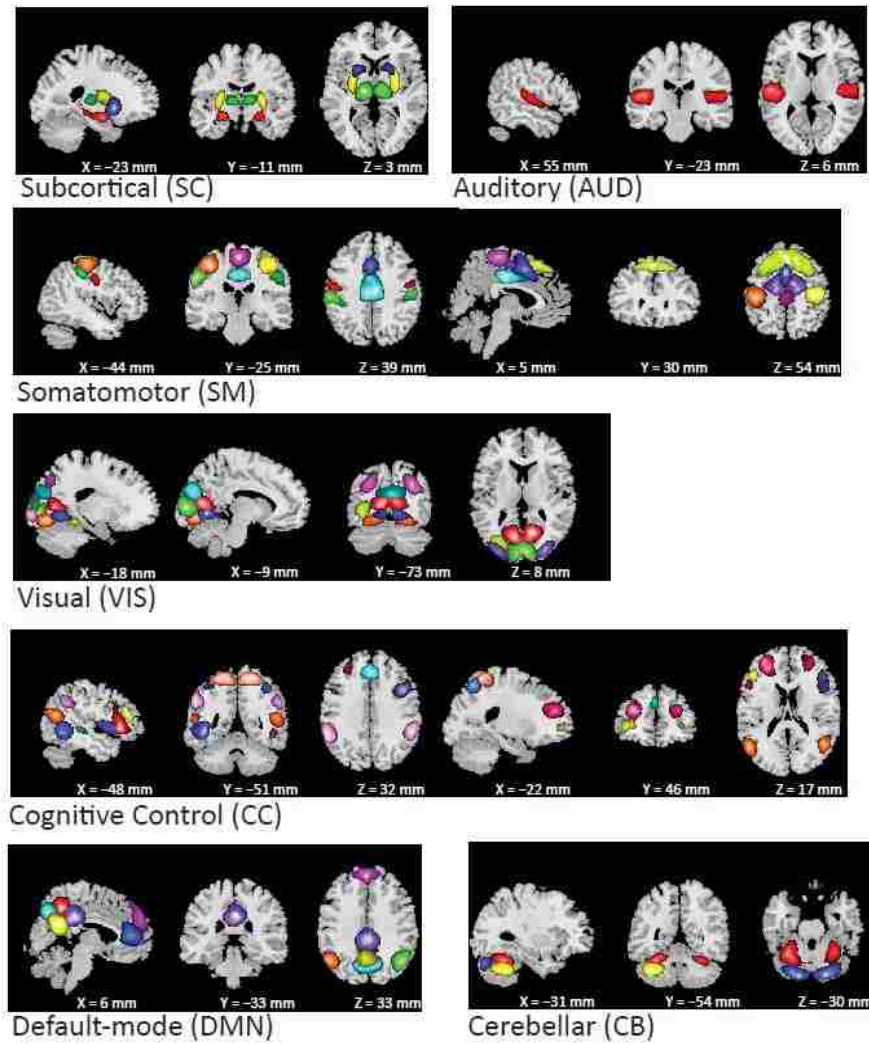 X = −23 mm Y = −11 mm Z = 3 mm
Subcortical (SC)
X = 55 mm Y = −23 mm Z = 6 mm
Auditory (AUD)
X = −44 mm Y = −25 mm Z = 39 mm X = 5 mm Y = 30 mm Z = 54 mm
Somatomotor (SM)
X = −18 mm X = −9 mm Y = −73 mm Z = 8 mm
Visual (VIS)
X = −48 mm Y = −51 mm Z = 32 mm X = −22 mm Y = 46 mm Z = 17 mm
Cognitive Control (CC)
X = 6 mm Y = −33 mm Z = 33 mm
Default-mode (DMN)
X = −31 mm Y = −54 mm Z = −30 mm
Cerebellar (CB)